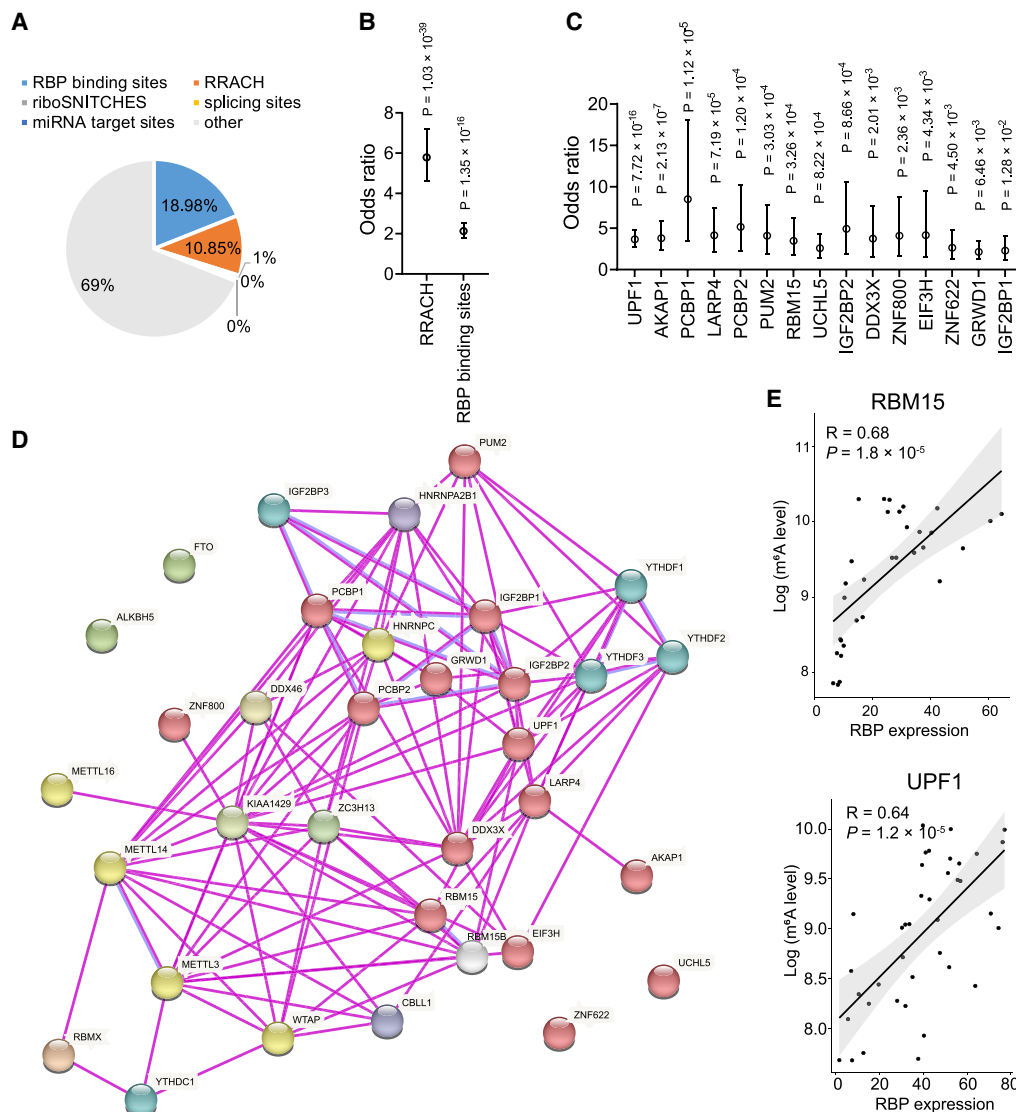 A
RBP binding sites
RRACH
riboSNITCHES
splicing sites
miRNA target sites
other
18.98%
10.85%
1%
0%
0%
69%
B
Odds ratio
8
6
4
2
0
P = 1.03 × 10-39
P = 1.35 × 10-16
RRACH
RBP binding sites
C
Odds ratio
20
15
10
5
0
P = 7.72 × 10-16
P = 2.13 × 10-7
P = 1.12 × 10-5
P = 7.19 × 10-5
P = 1.20 × 10-4
P = 3.03 × 10-4
P = 3.26 × 10-4
P = 8.22 × 10-4
P = 8.66 × 10-4
P = 2.01 × 10-3
P = 2.36 × 10-3
P = 4.34 × 10-3
P = 4.50 × 10-3
P = 6.46 × 10-3
P = 1.28 × 10-2
UPF1
AKAP1
PCBP1
LARP4
PCBP2
PUM2
RBM15
UCHL5
IGF2BP2
DDX3X
ZNF800
EIF3H
ZNF622
GRWD1
IGF2BP1
D
PUM2
IGF2BP3
HNRNPA2B1
FTO
YTHDF1
PCBP1
IGF2BP1
ALKBH5
HNRNPC
YTHDF2
GRWD1
IGF2BP2
YTHDF3
DDX46
PCBP2
ZNF800
UPF1
METTL16
KIAA1429
ZC3H13
LARP4
DDX3X
METTL14
AKAP1
RBM15
RBM15B
EIF3H
METTL3
UCHL5
CBLL1
WTAP
ZNF622
RBMX
YTHDC1
E
RBM15
R = 0.68
P = 1.8 × 10-5
Log (m6A level)
11
10
9
8
0
20
40
60
RBP expression
UPF1
R = 0.64
P = 1.2 × 10-5
Log (m6A level)
10.0
9.5
9.0
8.5
8.0
0
20
40
60
80
RBP expression